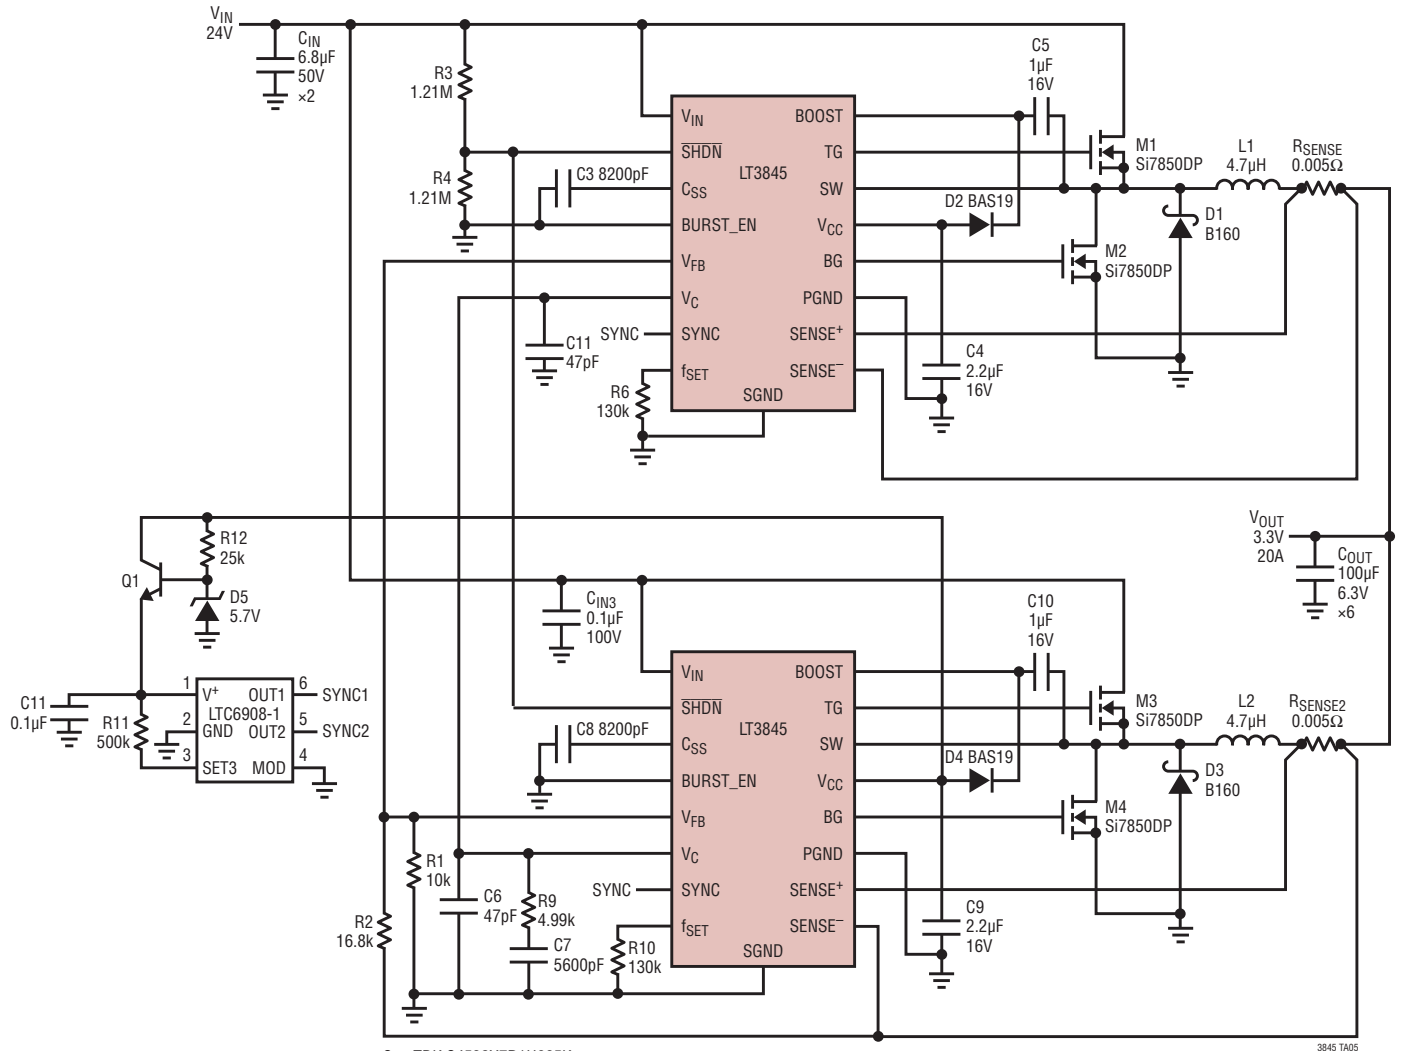 VIN
24V
CIN
6.8µF
50V
×2
R3
1.21M
R4
1.21M
C3 8200pF
VIN
SHDN
CSS
BURST_EN
VFB
VC
SYNC
fSET
LT3845
SGND
BOOST
TG
SW
VCC
BG
PGND
SENSE+
SENSE–
SYNC
C11
47pF
R6
130k
C5
1µF
16V
D2 BAS19
M1
Si7850DP
M2
Si7850DP
L1
4.7µH
RSENSE
0.005Ω
D1
B160
C4
2.2µF
16V
VOUT
3.3V
20A
COUT
100µF
6.3V
×6
R12
25k
Q1
D5
5.7V
C11
0.1µF
R11
500k
1
2
3
V+
GND
SET3
LTC6908-1
OUT1
OUT2
MOD
6
5
4
SYNC1
SYNC2
CIN3
0.1µF
100V
C8 8200pF
VIN
SHDN
CSS
BURST_EN
VFB
VC
SYNC
fSET
LT3845
SGND
BOOST
TG
SW
VCC
BG
PGND
SENSE+
SENSE–
SYNC
R1
10k
R2
16.8k
C6
47pF
R9
4.99k
C7
5600pF
R10
130k
C10
1µF
16V
D4 BAS19
M3
Si7850DP
M4
Si7850DP
L2
4.7µH
RSENSE2
0.005Ω
D3
B160
C9
2.2µF
16V
3845 TA05